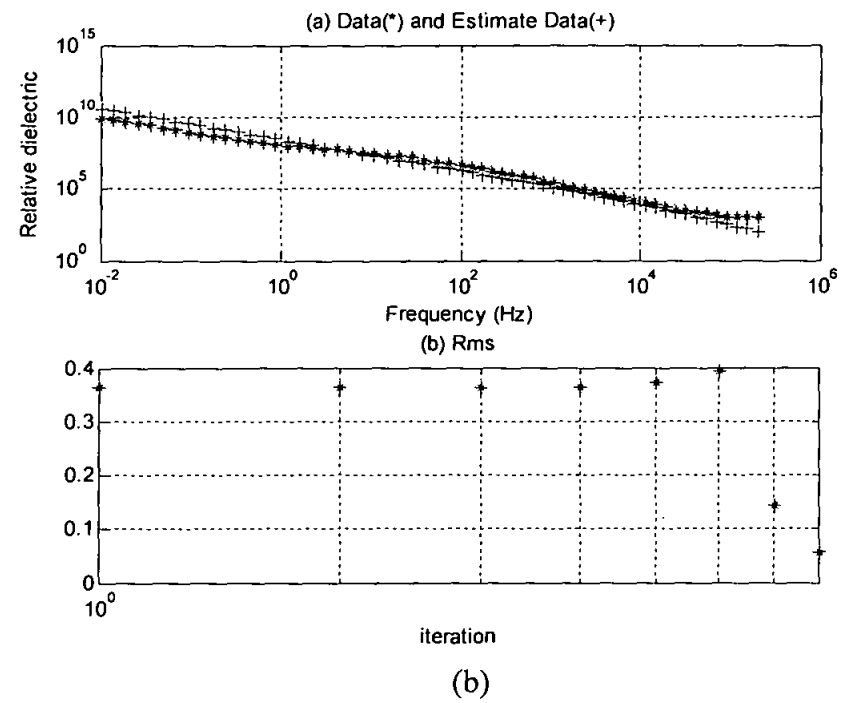 (a) Data(*) and Estimate Data(+)
10^15
10^10
10^5
10^0
Relative dielectric
10^-2 10^0 10^2 10^4 10^6
Frequency (Hz)
(b) Rms
0.4
0.3
0.2
0.1
0
10^0
iteration
(b)